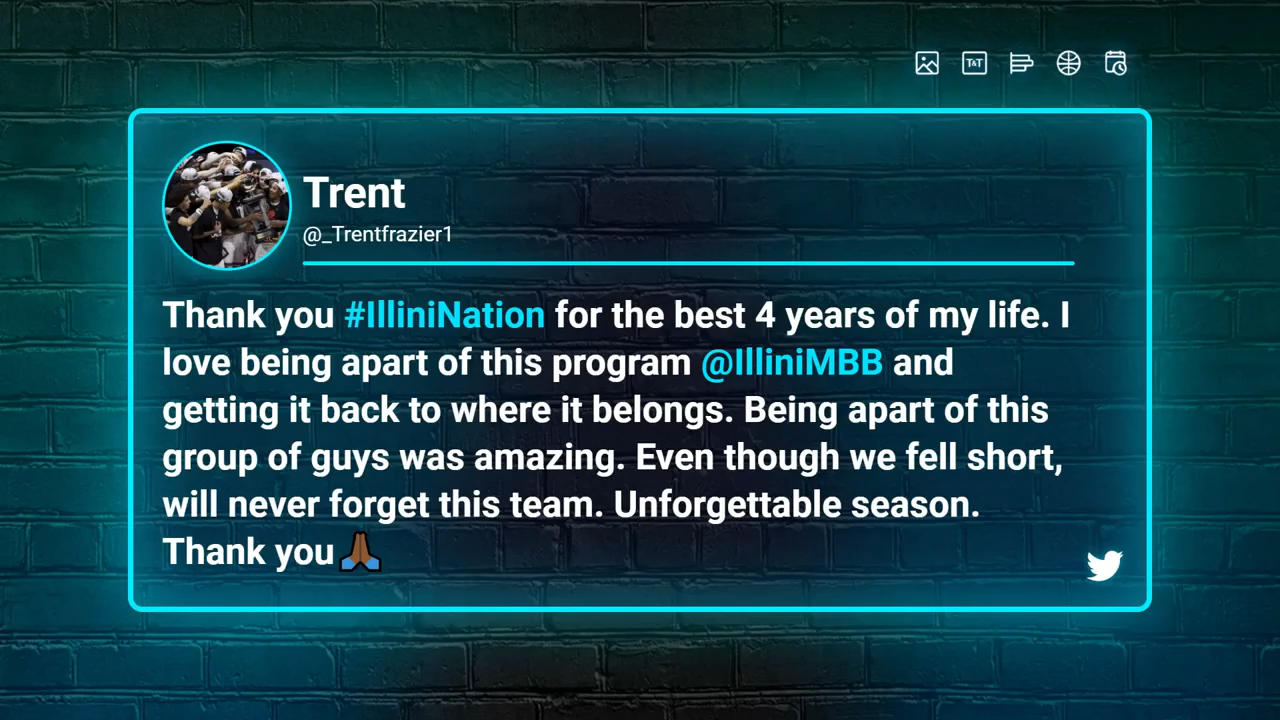 T&T
Trent
@_Trentfrazier1
Thank you #IlliniNation for the best 4 years of my life. I
love being apart of this program @IlliniMBB and
getting it back to where it belongs. Being apart of this
group of guys was amazing. Even though we fell short,
will never forget this team. Unforgettable season.
Thank you🙏🏾